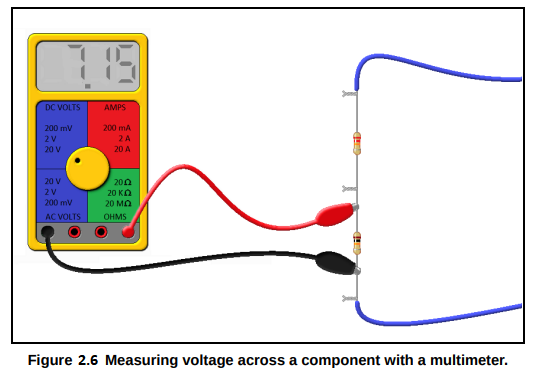 7.15
DC VOLTS AMPS
200 mV 200 mA
2 V 2 A
20 V 20 A
20 V 20 Ω
2 V 20 KΩ
200 mV 20 MΩ
AC VOLTS OHMS
Figure 2.6 Measuring voltage across a component with a multimeter.